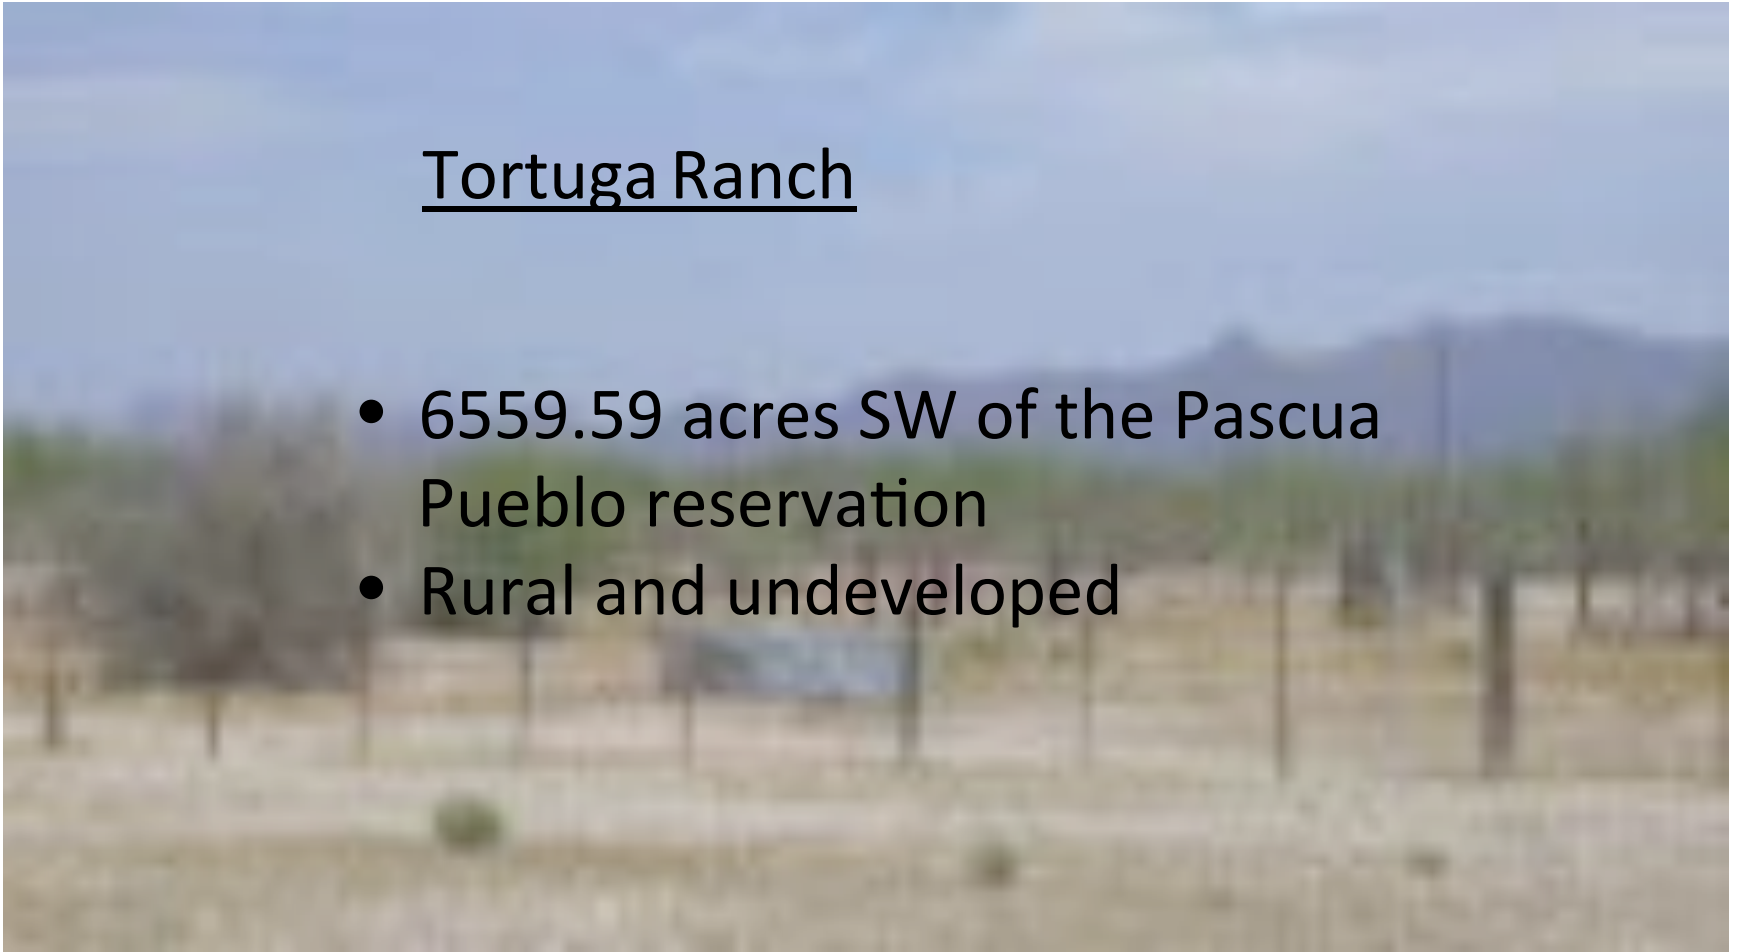 Tortuga Ranch
• 6559.59 acres SW of the Pascua
Pueblo reservation
• Rural and undeveloped